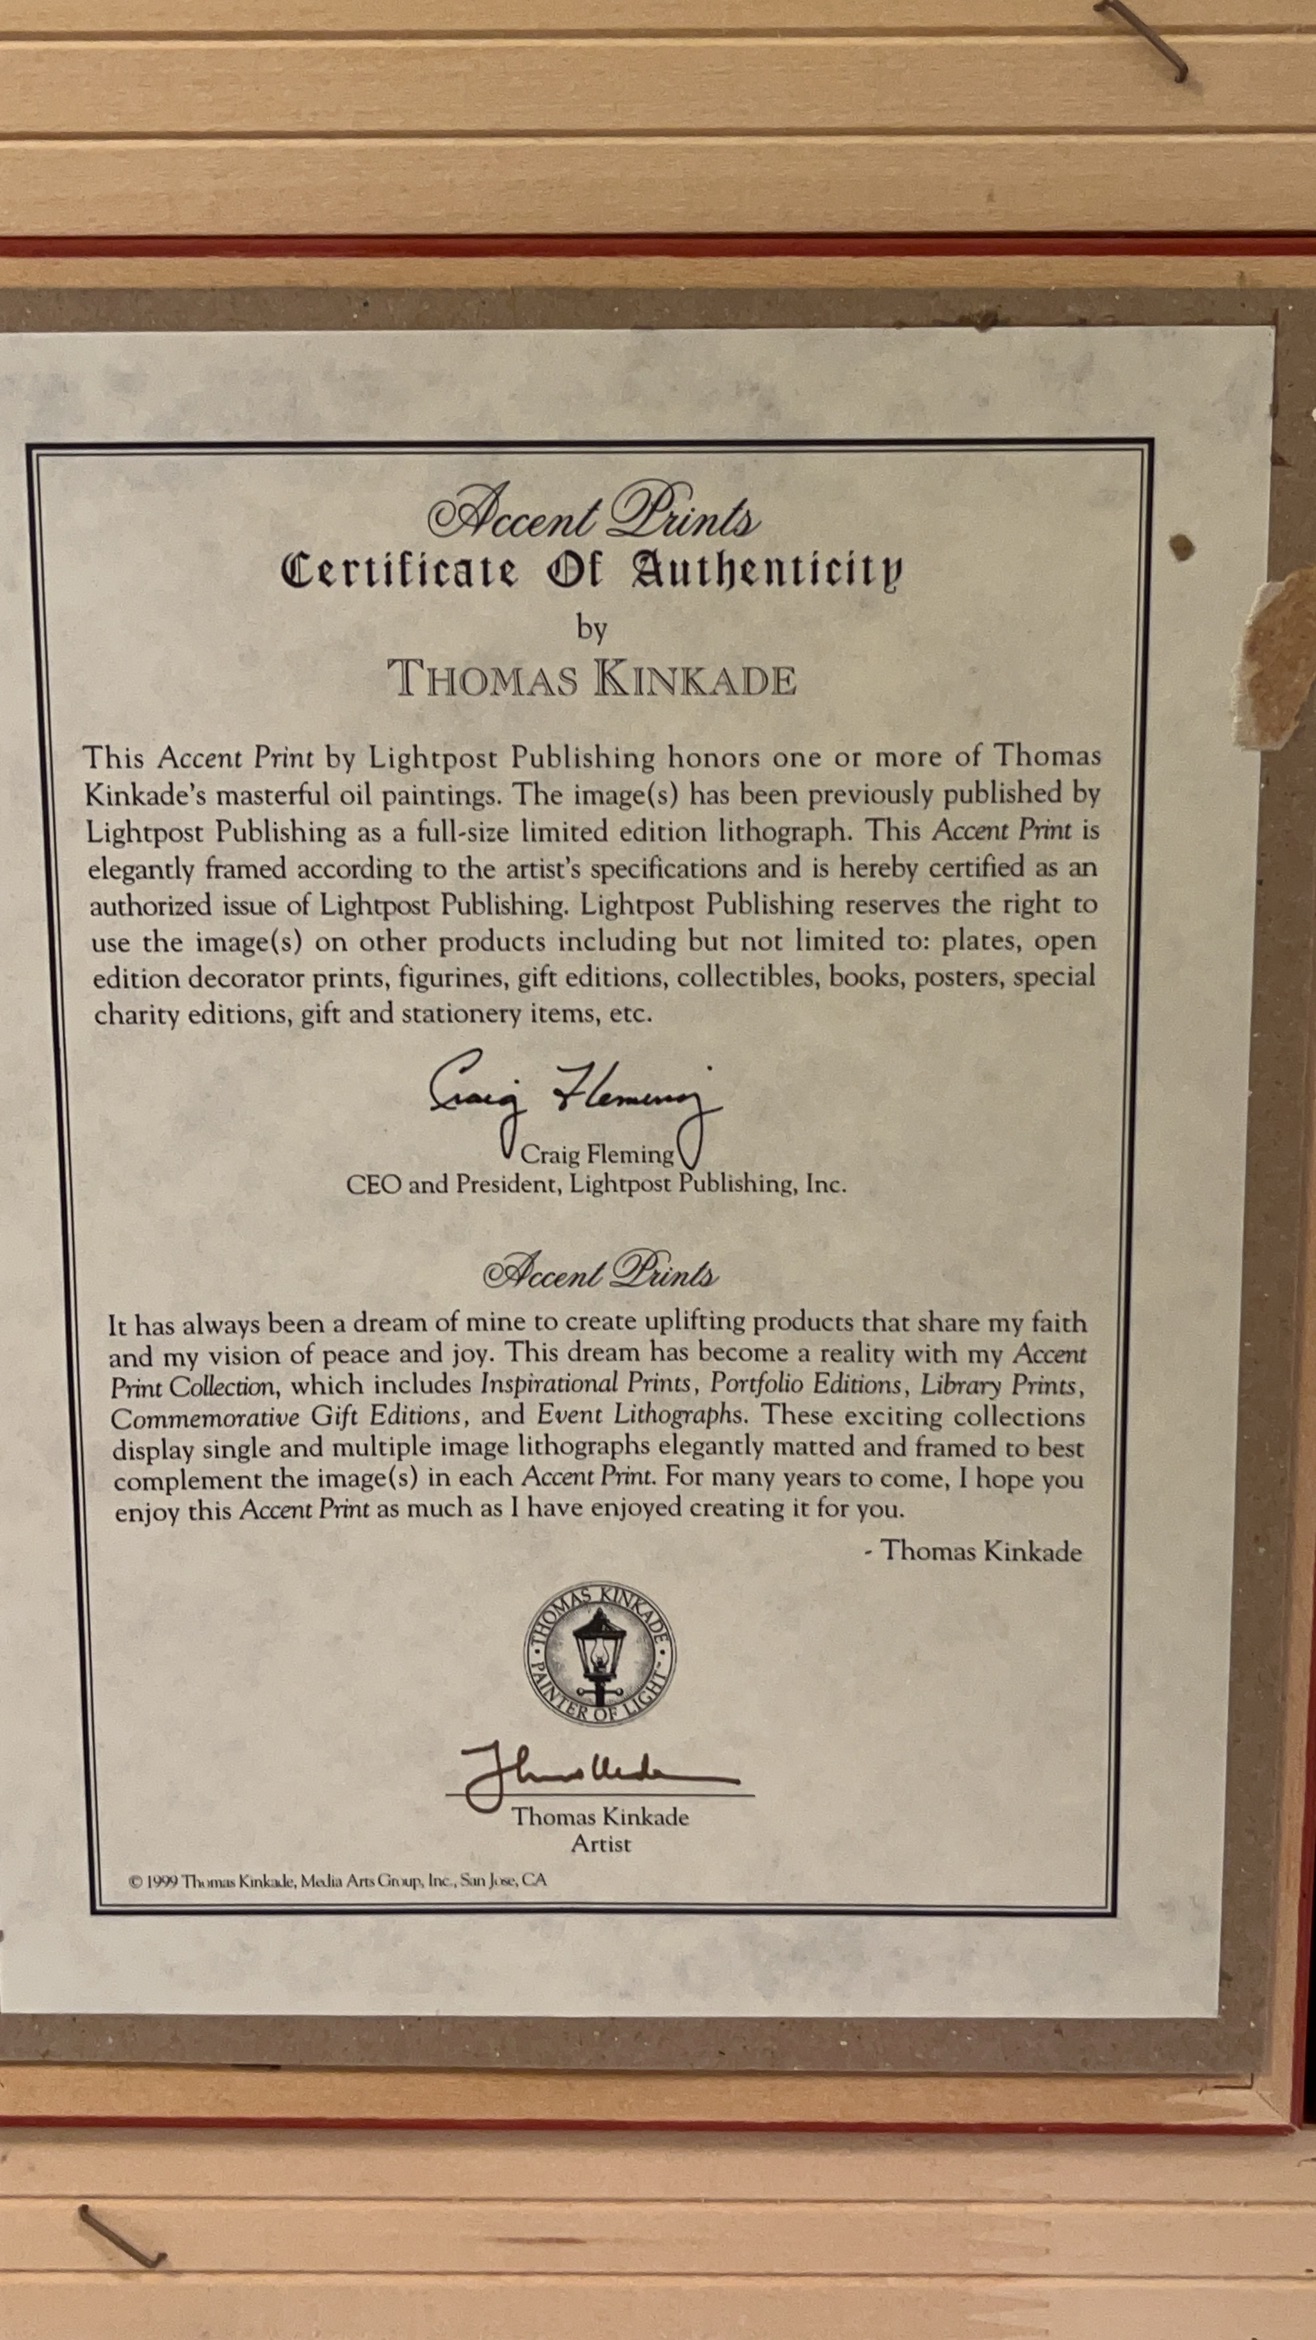 Accent Prints
Certificate Of Authenticity
by
THOMAS KINKADE
This Accent Print by Lightpost Publishing honors one or more of Thomas
Kinkade's masterful oil paintings. The image(s) has been previously published by
Lightpost Publishing as a full-size limited edition lithograph. This Accent Print is
elegantly framed according to the artist's specifications and is hereby certified as an
authorized issue of Lightpost Publishing. Lightpost Publishing reserves the right to
use the image(s) on other products including but not limited to: plates, open
edition decorator prints, figurines, gift editions, collectibles, books, posters, special
charity editions, gift and stationery items, etc.
Craig Fleming
Craig Fleming
CEO and President, Lightpost Publishing, Inc.
Accent Prints
It has always been a dream of mine to create uplifting products that share my faith
and my vision of peace and joy. This dream has become a reality with my Accent
Print Collection, which includes Inspirational Prints, Portfolio Editions, Library Prints,
Commemorative Gift Editions, and Event Lithographs. These exciting collections
display single and multiple image lithographs elegantly matted and framed to best
complement the image(s) in each Accent Print. For many years to come, I hope you
enjoy this Accent Print as much as I have enjoyed creating it for you.
- Thomas Kinkade
· THOMAS KINKADE ·
PAINTER OF LIGHT™
Thomas Kinkade
Artist
© 1999 Thomas Kinkade, Media Arts Group, Inc., San Jose, CA